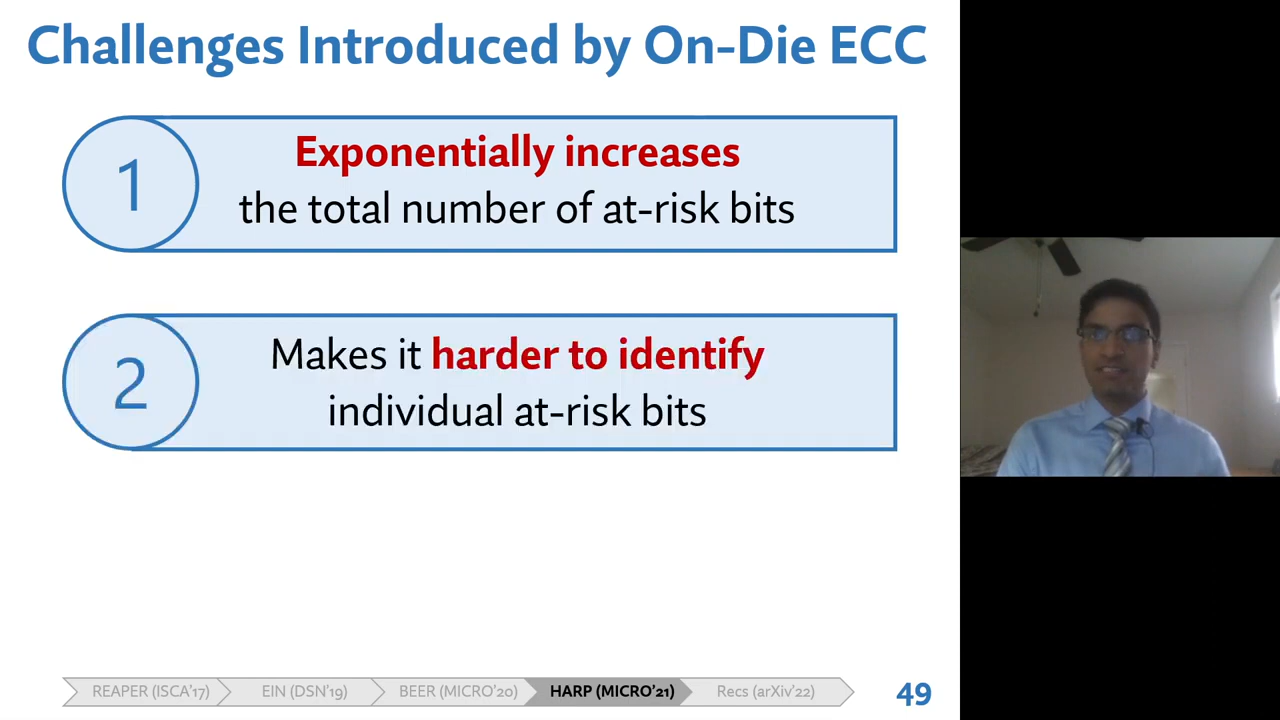 Challenges Introduced by On-Die ECC
1
Exponentially increases
the total number of at-risk bits
2
Makes it harder to identify
individual at-risk bits
REAPER (ISCA'17) EIN (DSN'19) BEER (MICRO'20) HARP (MICRO'21) Recs (arXiv'22)
49